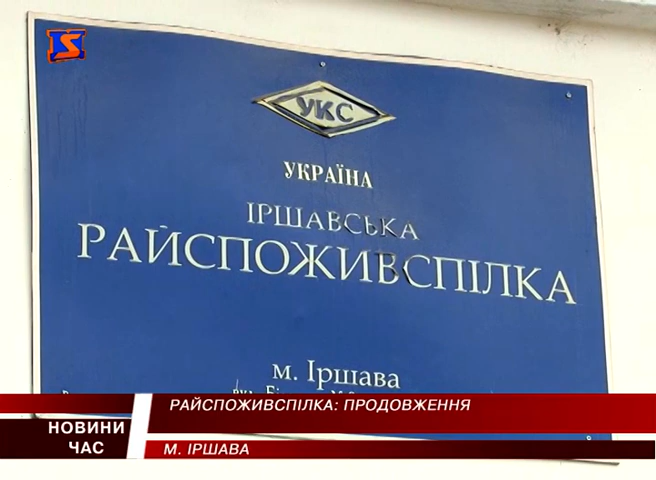 УКС
УКРАЇНА
ІРШАВСЬКА
РАЙСПОЖИВСПІЛКА
м. Іршава
РАЙСПОЖИВСПІЛКА: ПРОДОВЖЕННЯ
НОВИНИ
ЧАС
М. ІРШАВА